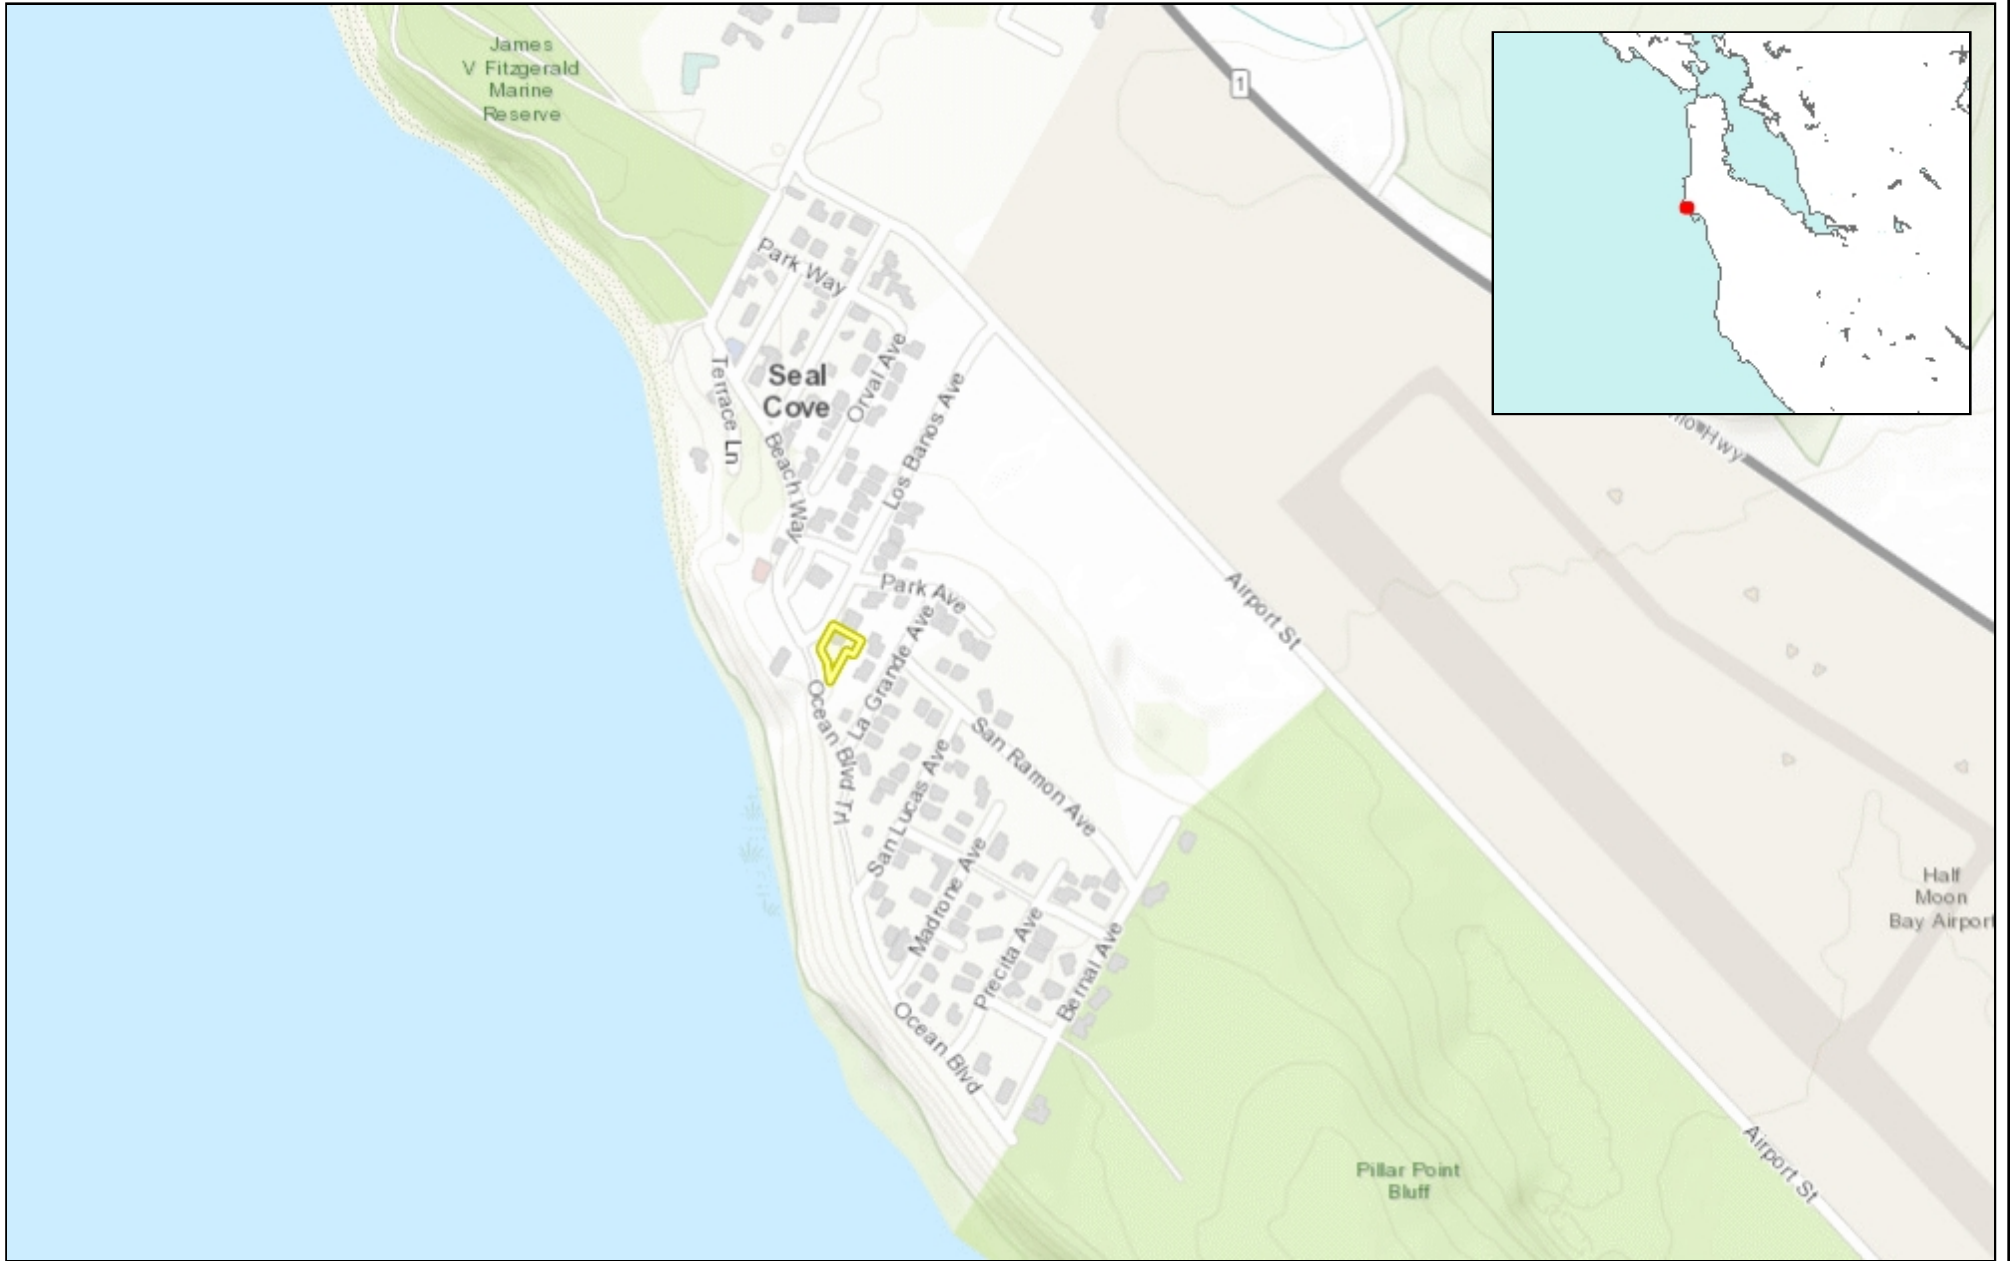 James
V Fitzgerald
Marine
Reserve
1
Park Way
Orval Ave
Terrace Ln
Seal
Cove
Los Banos Ave
Beach Way
Hwy
Park Ave
Airport St
La Grande Ave
Ocean Blvd Trl
San Ramon Ave
San Lucas Ave
Madrone Ave
Precita Ave
Bernal Ave
Half
Moon
Bay Airport
Ocean Blvd
Airport St
Pillar Point
Bluff